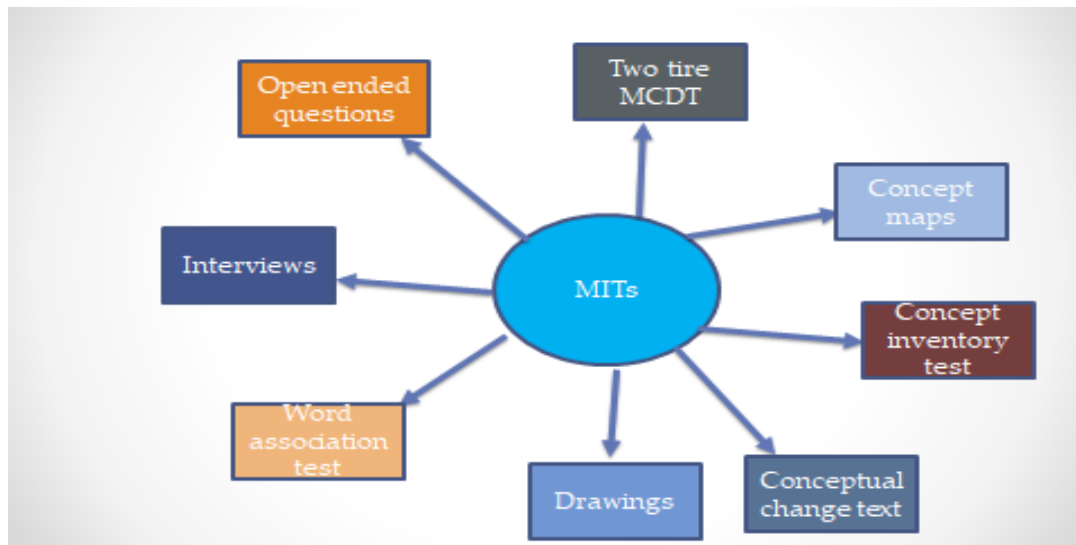 Two tire
MCDT
Open ended
questions
Concept
maps
Interviews
MITs
Concept
inventory
test
Word
association
test
Drawings
Conceptual
change text